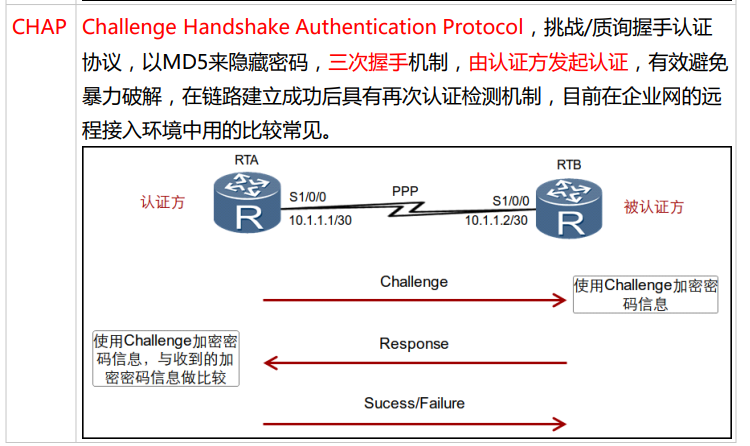 CHAP
Challenge Handshake Authentication Protocol，挑战/质询握手认证
协议，以MD5来隐藏密码，三次握手机制，由认证方发起认证，有效避免
暴力破解，在链路建立成功后具有再次认证检测机制，目前在企业网的远
程接入环境中用的比较常见。
RTA
RTB
认证方
S1/0/0
PPP
S1/0/0
被认证方
10.1.1.1/30
10.1.1.2/30
R
R
Challenge
使用Challenge加密密
码信息
使用Challenge加密密
码信息，与收到的加
密密码信息做比较
Response
Sucess/Failure